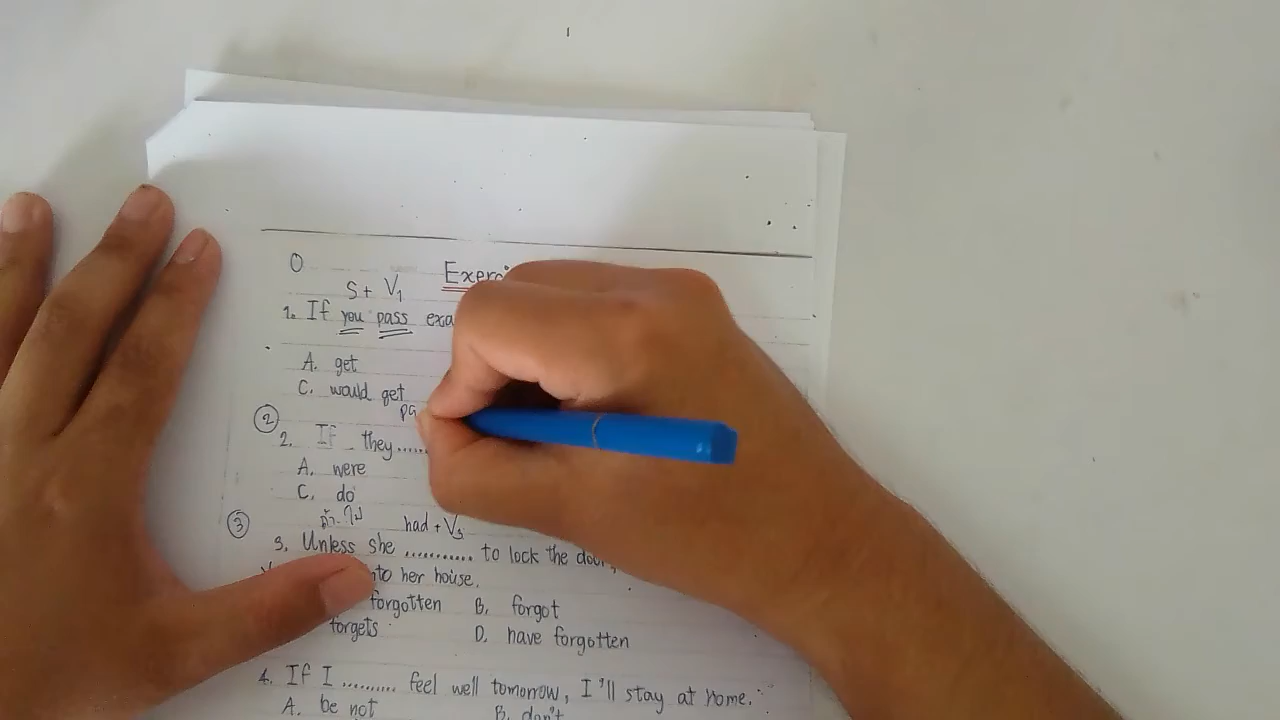 0
Exerc
S + V1
1. If you pass exa
A. get
C. would get
pa
2
2. If they ........
A. were
C. do
ถ้า...ไม่
had + V3
3
3. Unless she ............ to lock the door,
to her house.
forgotten B. forgot
forgets D. have forgotten
4. If I .......... feel well tomorrow, I'll stay at home.
A. be not B. don't